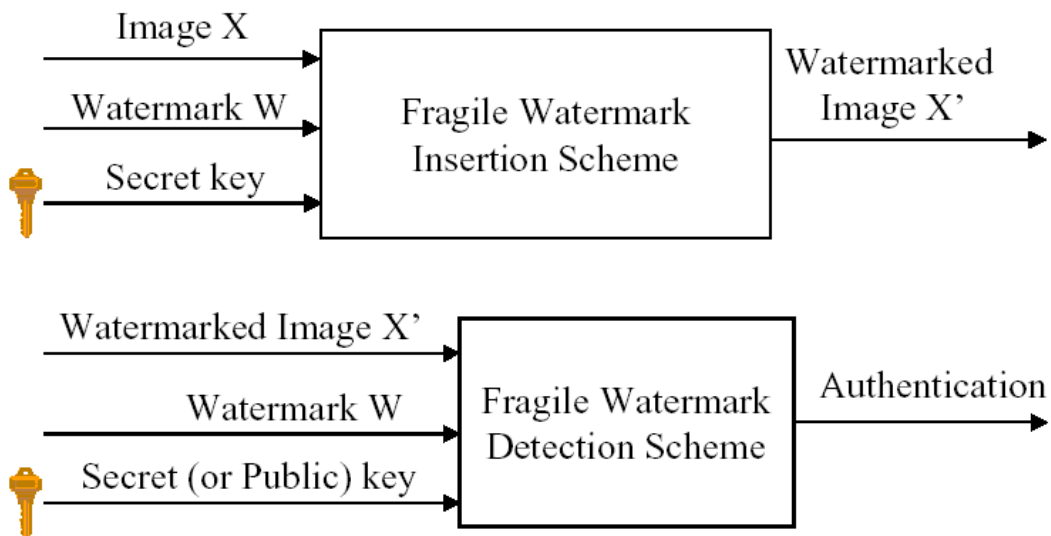 Image X
Watermark W
Secret key
Fragile Watermark
Insertion Scheme
Watermarked
Image X’
Watermarked Image X’
Watermark W
Secret (or Public) key
Fragile Watermark
Detection Scheme
Authentication